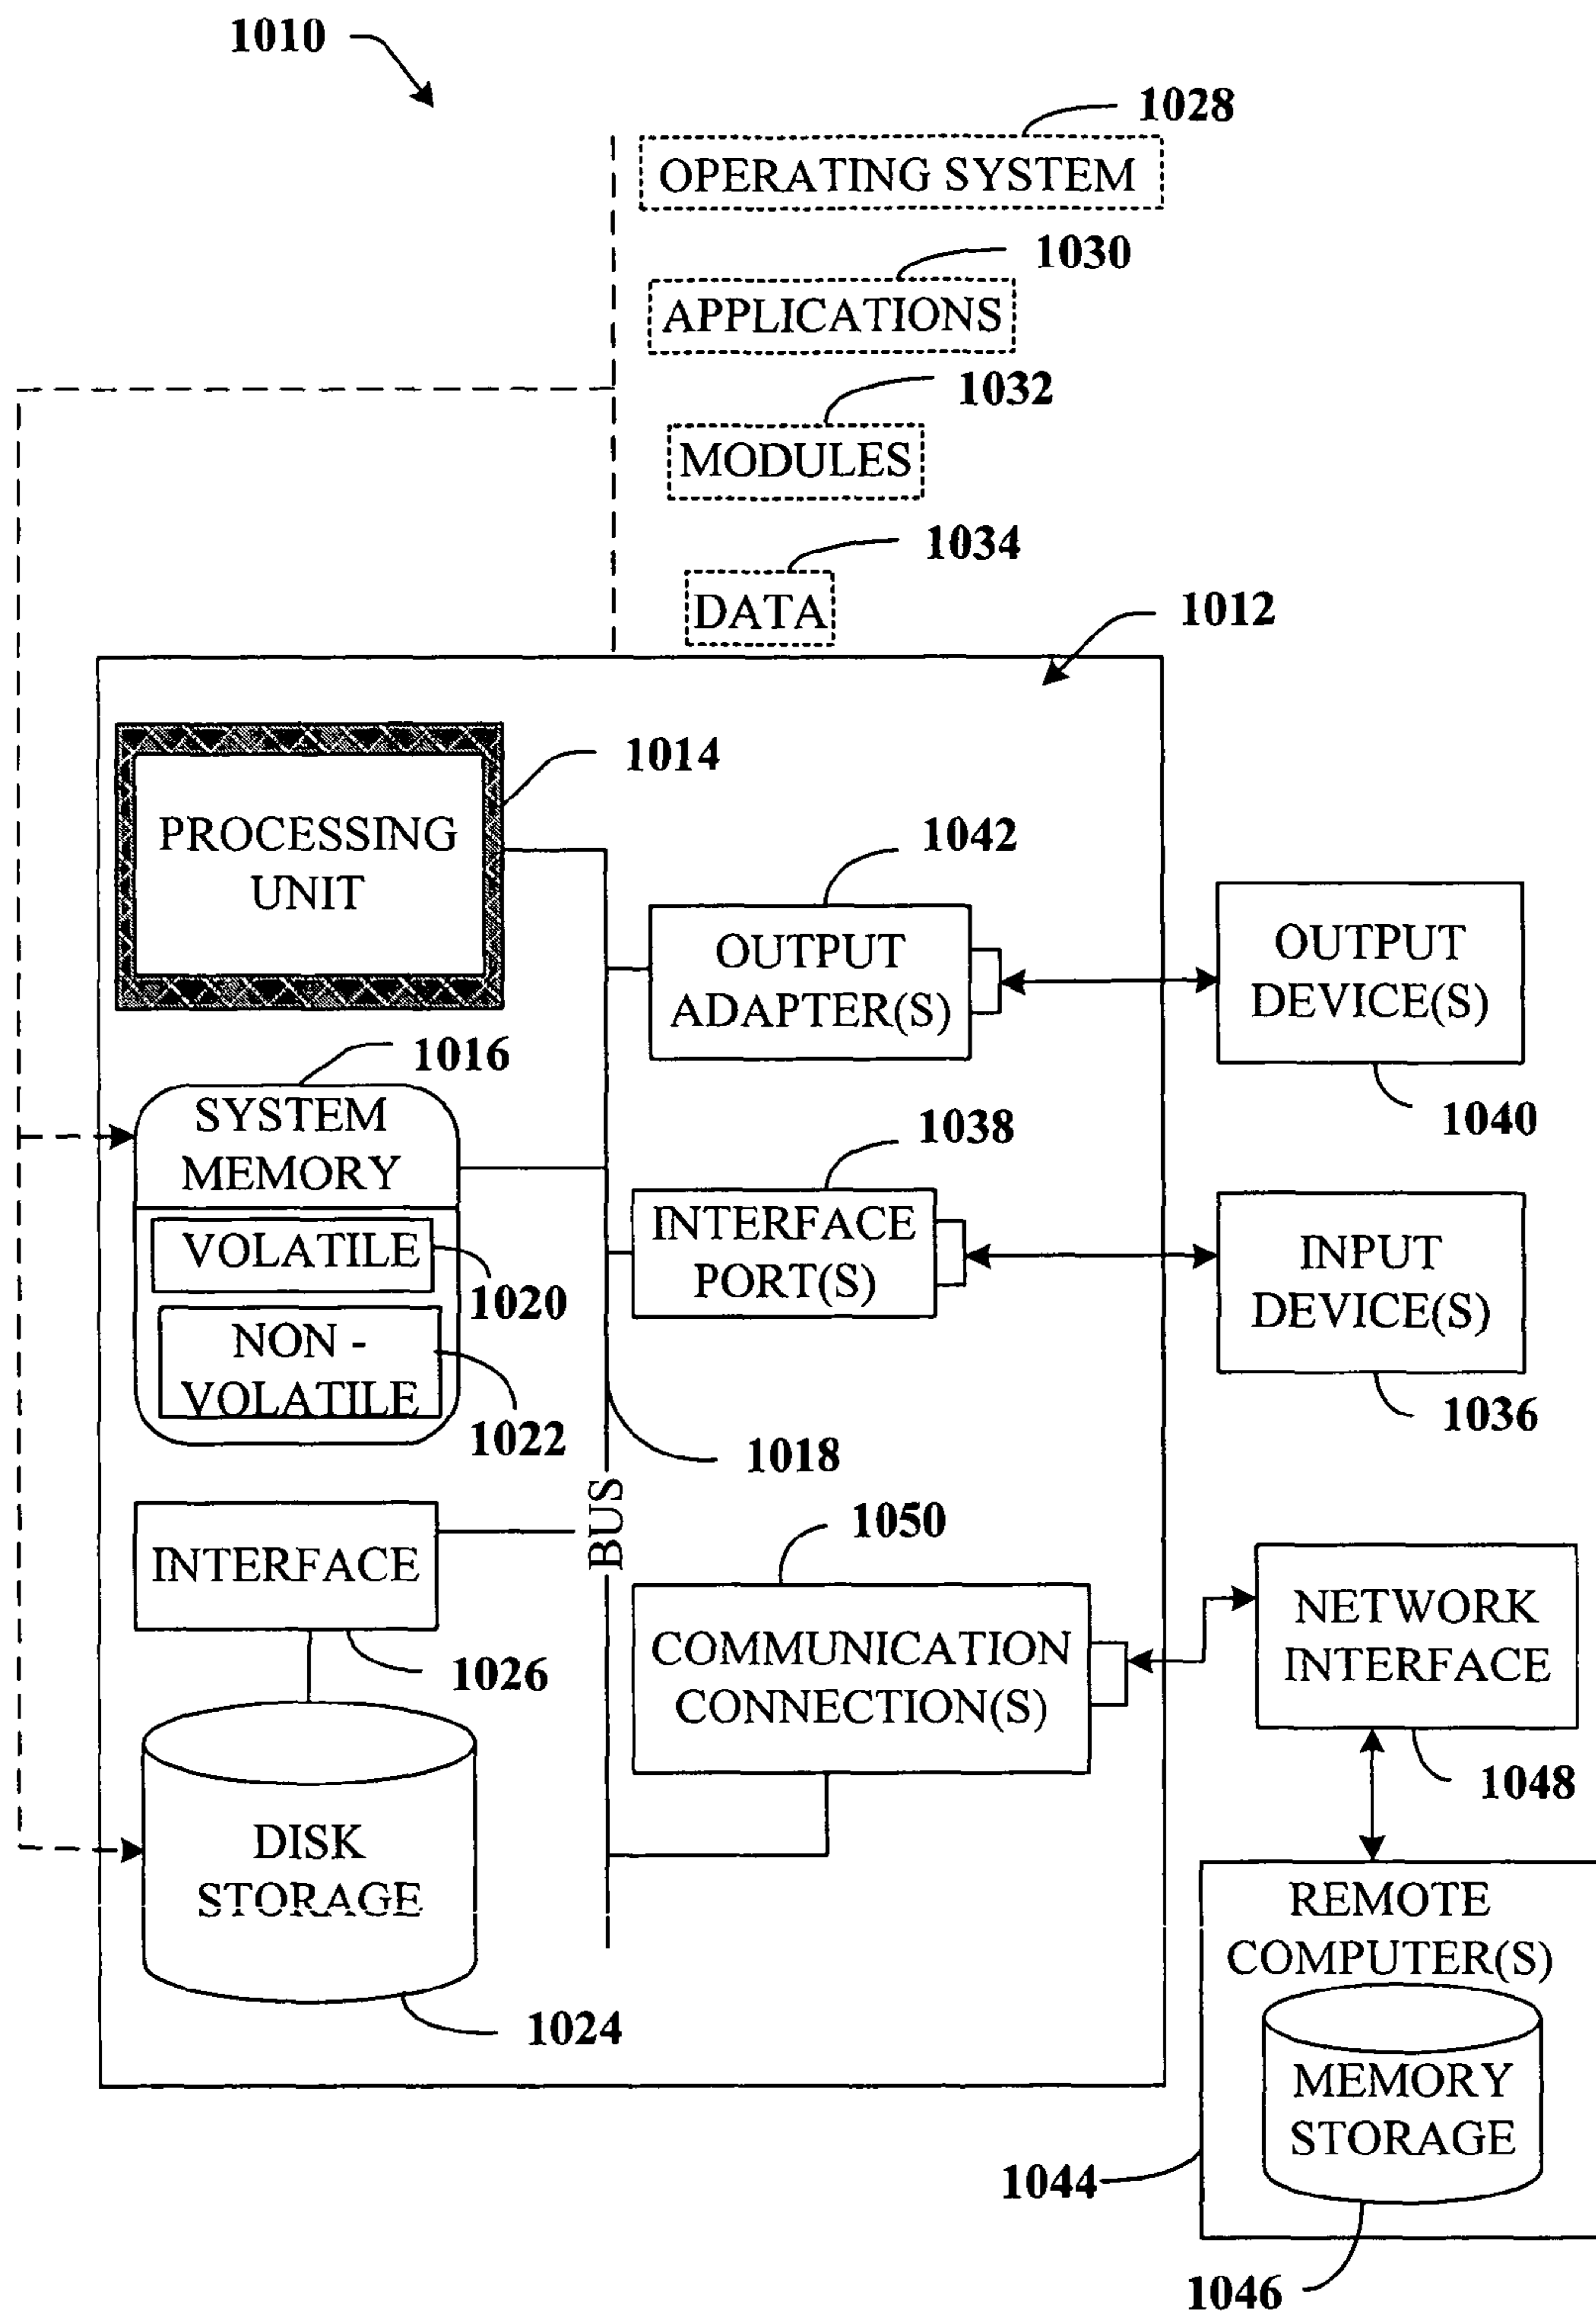 1010
1028
OPERATING SYSTEM
1030
APPLICATIONS
1032
MODULES
1034
DATA
1012
1014
PROCESSING
UNIT
1042
OUTPUT
ADAPTER(S)
OUTPUT
DEVICE(S)
1040
1016
SYSTEM
MEMORY
VOLATILE
1020
NON -
VOLATILE
1022
1038
INTERFACE
PORT(S)
INPUT
DEVICE(S)
1036
1018
BUS
INTERFACE
1026
1050
COMMUNICATION
CONNECTION(S)
NETWORK
INTERFACE
1048
DISK
STORAGE
1024
REMOTE
COMPUTER(S)
MEMORY
STORAGE
1044
1046